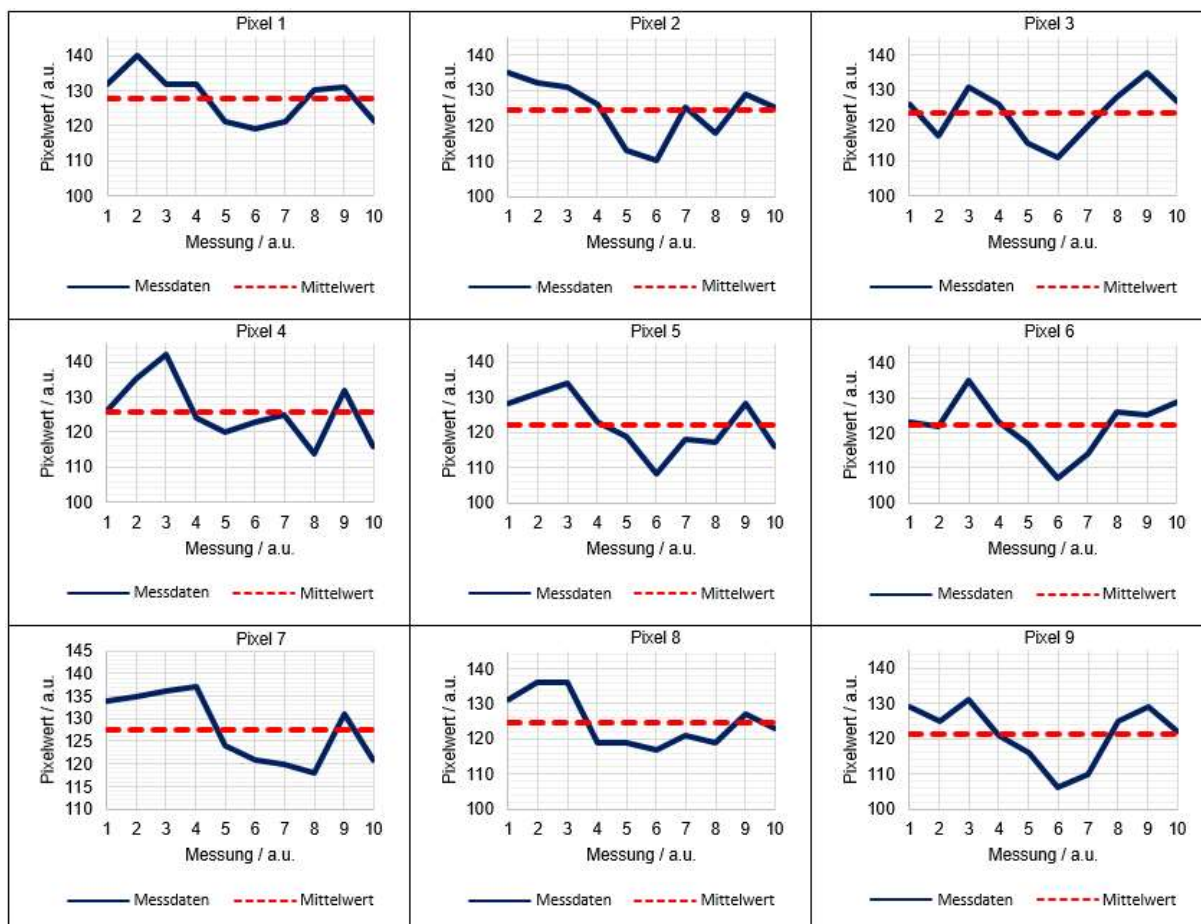 Pixel 1
Pixelwert / a.u.
140
130
120
110
100
1 2 3 4 5 6 7 8 9 10
Messung / a.u.
Messdaten Mittelwert
Pixel 2
Pixelwert / a.u.
140
130
120
110
100
1 2 3 4 5 6 7 8 9 10
Messung / a.u.
Messdaten Mittelwert
Pixel 3
Pixelwert / a.u.
140
130
120
110
100
1 2 3 4 5 6 7 8 9 10
Messung / a.u.
Messdaten Mittelwert
Pixel 4
Pixelwert / a.u.
140
130
120
110
100
1 2 3 4 5 6 7 8 9 10
Messung / a.u.
Messdaten Mittelwert
Pixel 5
Pixelwert / a.u.
140
130
120
110
100
1 2 3 4 5 6 7 8 9 10
Messung / a.u.
Messdaten Mittelwert
Pixel 6
Pixelwert / a.u.
140
130
120
110
100
1 2 3 4 5 6 7 8 9 10
Messung / a.u.
Messdaten Mittelwert
Pixel 7
Pixelwert / a.u.
145
140
135
130
125
120
115
110
1 2 3 4 5 6 7 8 9 10
Messung / a.u.
Messdaten Mittelwert
Pixel 8
Pixelwert / a.u.
140
130
120
110
100
1 2 3 4 5 6 7 8 9 10
Messung / a.u.
Messdaten Mittelwert
Pixel 9
Pixelwert / a.u.
140
130
120
110
100
1 2 3 4 5 6 7 8 9 10
Messung / a.u.
Messdaten Mittelwert